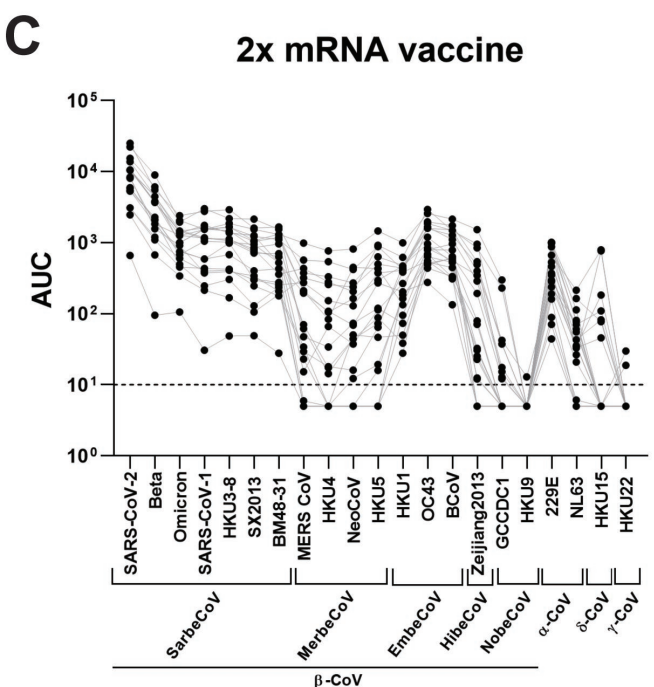 C
2x mRNA vaccine
AUC
10⁵
10⁴
10³
10²
10¹
10⁰
SARS-CoV-2
Beta
Omicron
SARS-CoV-1
HKU3-8
SX2013
BM48-31
MERS CoV
HKU4
NeoCoV
HKU5
HKU1
OC43
BCoV
Zeijiang2013
GCCDC1
HKU9
229E
NL63
HKU15
HKU22
SarbeCoV
MerbeCoV
EmbeCoV
HibeCoV
NobeCoV
α-CoV
δ-CoV
γ-CoV
β-CoV